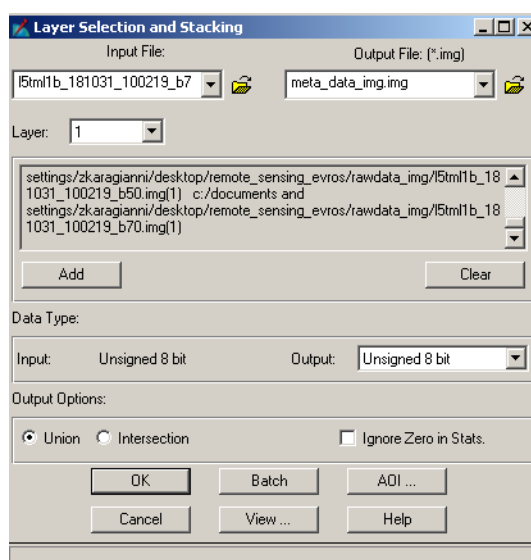 Layer Selection and Stacking
Input File: Output File: (*.img)
l5tml1b_181031_100219_b7 meta_data_img.img
Layer: 1
settings/zkaragianni/desktop/remote_sensing_evros/rawdata_img/l5tml1b_18
1031_100219_b50.img(1) c:/documents and
settings/zkaragianni/desktop/remote_sensing_evros/rawdata_img/l5tml1b_18
1031_100219_b70.img(1)
Add Clear
Data Type:
Input: Unsigned 8 bit Output: Unsigned 8 bit
Output Options:
Union Intersection Ignore Zero in Stats.
OK Batch AOI ...
Cancel View ... Help